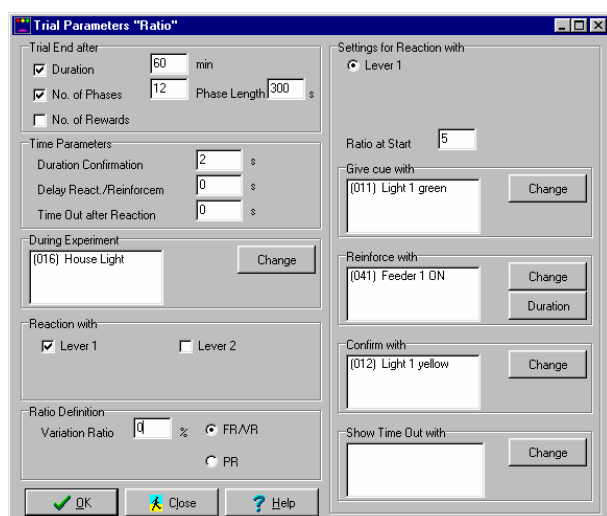 Trial Parameters "Ratio"
Trial End after
Duration 60 min
No. of Phases 12 Phase Length 300 s
No. of Rewards
Time Parameters
Duration Confirmation 2 s
Delay React./Reinforcem 0 s
Time Out after Reaction 0 s
During Experiment
(016) House Light
Change
Reaction with
Lever 1 Lever 2
Ratio Definition
Variation Ratio 0 % FR/VR
PR
OK Close Help
Settings for Reaction with
Lever 1
Ratio at Start 5
Give cue with
(011) Light 1 green
Change
Reinforce with
(041) Feeder 1 ON
Change
Duration
Confirm with
(012) Light 1 yellow
Change
Show Time Out with
Change